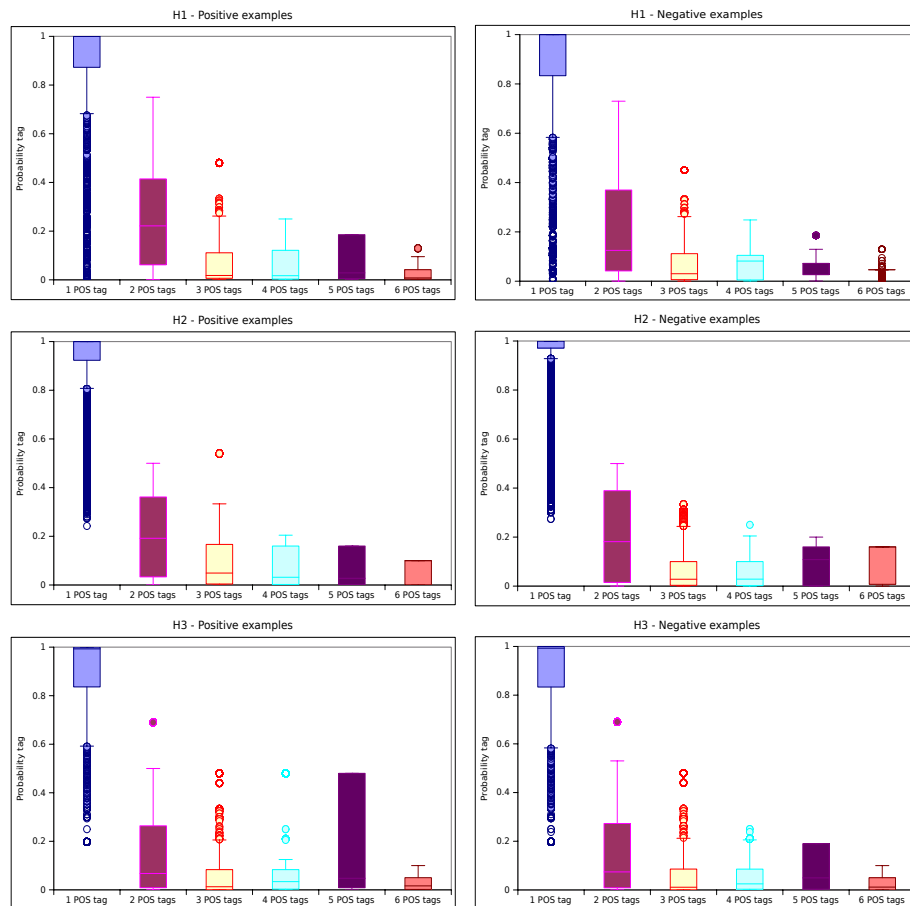 H1 - Positive examples
Probability tag
1
0.8
0.6
0.4
0.2
0
1 POS tag 2 POS tags 3 POS tags 4 POS tags 5 POS tags 6 POS tags
H1 - Negative examples
Probability tag
1
0.8
0.6
0.4
0.2
0
1 POS tag 2 POS tags 3 POS tags 4 POS tags 5 POS tags 6 POS tags
H2 - Positive examples
Probability tag
1
0.8
0.6
0.4
0.2
0
1 POS tag 2 POS tags 3 POS tags 4 POS tags 5 POS tags 6 POS tags
H2 - Negative examples
Probability tag
1
0.8
0.6
0.4
0.2
0
1 POS tag 2 POS tags 3 POS tags 4 POS tags 5 POS tags 6 POS tags
H3 - Positive examples
Probability tag
1
0.8
0.6
0.4
0.2
0
1 POS tag 2 POS tags 3 POS tags 4 POS tags 5 POS tags 6 POS tags
H3 - Negative examples
Probability tag
1
0.8
0.6
0.4
0.2
0
1 POS tag 2 POS tags 3 POS tags 4 POS tags 5 POS tags 6 POS tags